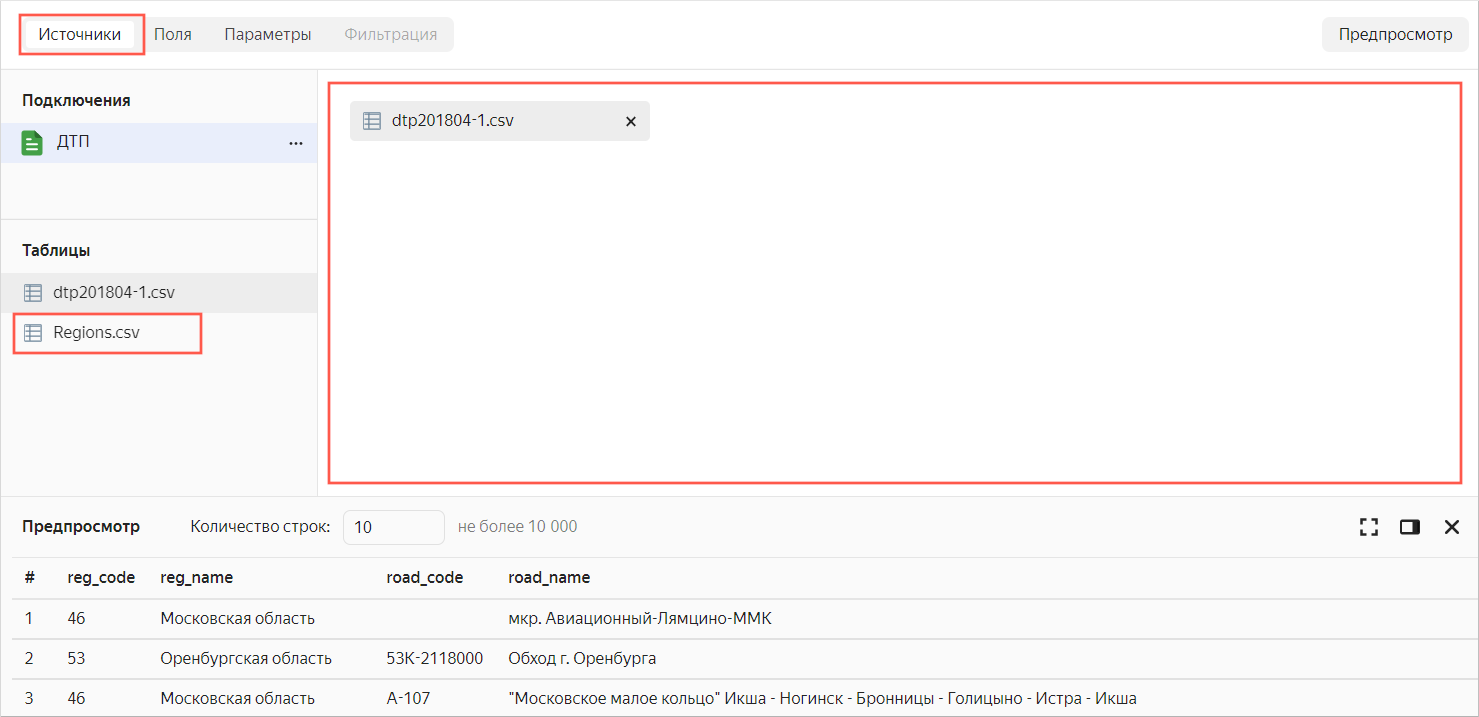 Источники Поля Параметры Фильтрация Предпросмотр
Подключения
ДТП
dtp201804-1.csv
Таблицы
dtp201804-1.csv
Regions.csv
Предпросмотр Количество строк: 10 не более 10 000
# reg_code reg_name road_code road_name
1 46 Московская область мкр. Авиационный-Лямцино-ММК
2 53 Оренбургская область 53К-2118000 Обход г. Оренбурга
3 46 Московская область А-107 "Московское малое кольцо" Икша - Ногинск - Бронницы - Голицыно - Истра - Икша